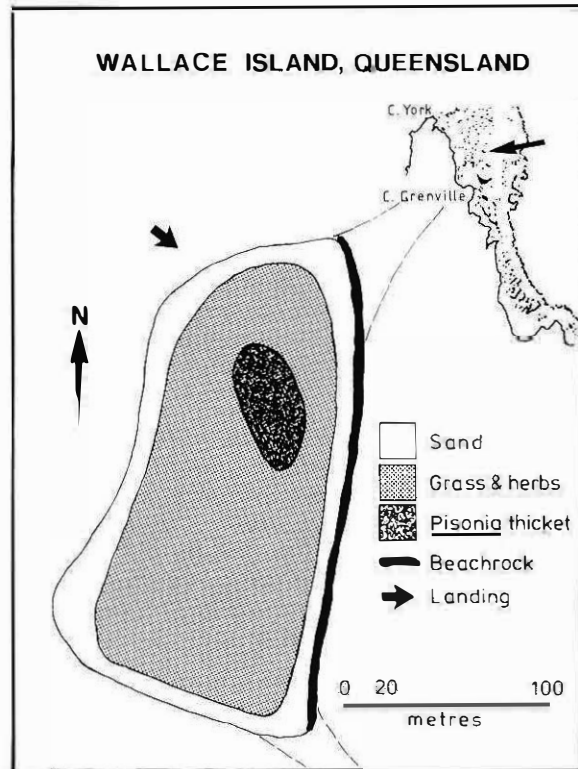 WALLACE ISLAND, QUEENSLAND
C. York
C. Grenville
N
Sand
Grass & herbs
Pisonia thicket
Beachrock
Landing
0 20 100
metres